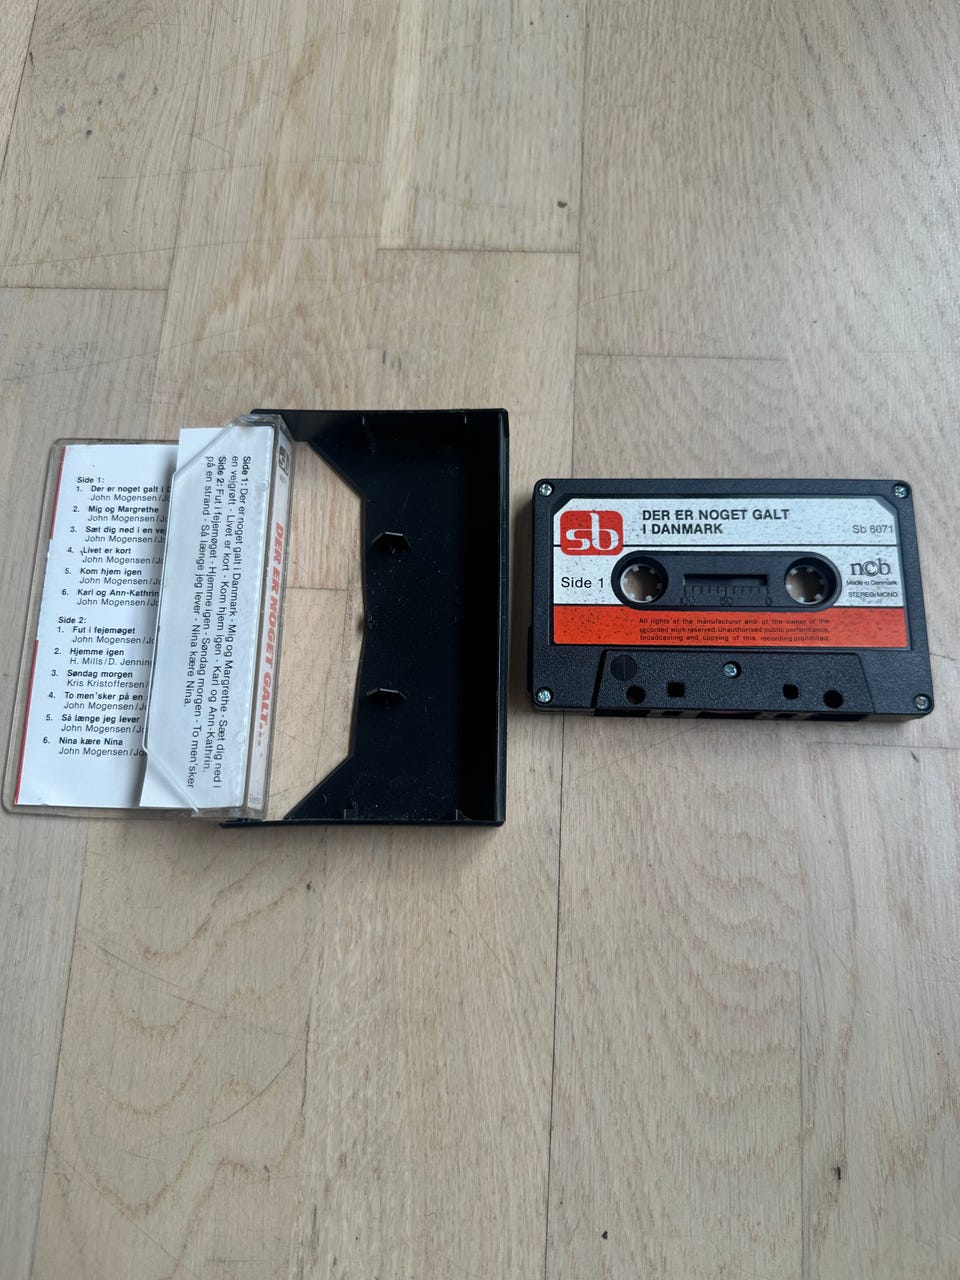 Side 1:
1. Der er noget galt i D
John Mogensen/Jo
2. Mig og Margrethe
John Mogensen/Jo
3. Sæt dig ned i en ve
John Mogensen/Jo
4. Livet er kort
John Mogensen/Jo
5. Kom hjem igen
John Mogensen/Jo
6. Karl og Ann-Kathrin
John Mogensen/Jo
Side 2:
1. Fut i fejemøget
John Mogensen/J
2. Hjemme igen
H. Mills/D. Jenning
3. Søndag morgen
Kris Kristoffersen/
4. To men'sker på en
John Mogensen/J
5. Så længe jeg lever
John Mogensen/Jo
6. Nina kære Nina
John Mogensen/Jo
Side 1: Der er noget galt i Danmark - Mig og Margrethe - Sæt dig ned i
en vejgrøft - Livet er kort - Kom hjem igen - Karl og Ann-Kathrin.
Side 2: Fut i fejemøget - Hjemme igen - Søndag morgen - To men'sker
på en strand - Så længe jeg lever - Nina kære Nina.
DER ER NOGET GALT...
sb
DER ER NOGET GALT
I DANMARK
Sb 6071
Side 1
ncb
Made in Denmark
STEREO/MONO
100 50 0
All rights of the manufacturer and of the owner of the
recorded work reserved. Unauthorised public performance,
broadcasting and copying of this recording prohibited.